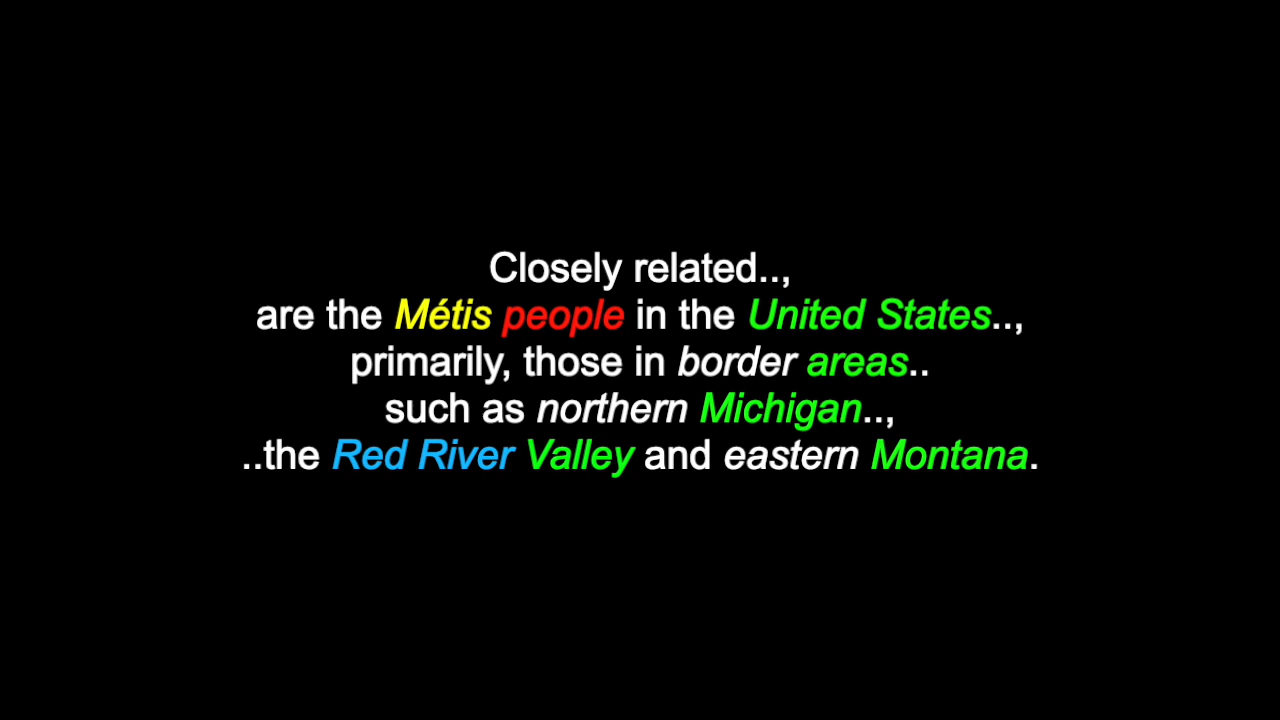 Closely related..,
are the Métis people in the United States..,
primarily, those in border areas..
such as northern Michigan..,
..the Red River Valley and eastern Montana.